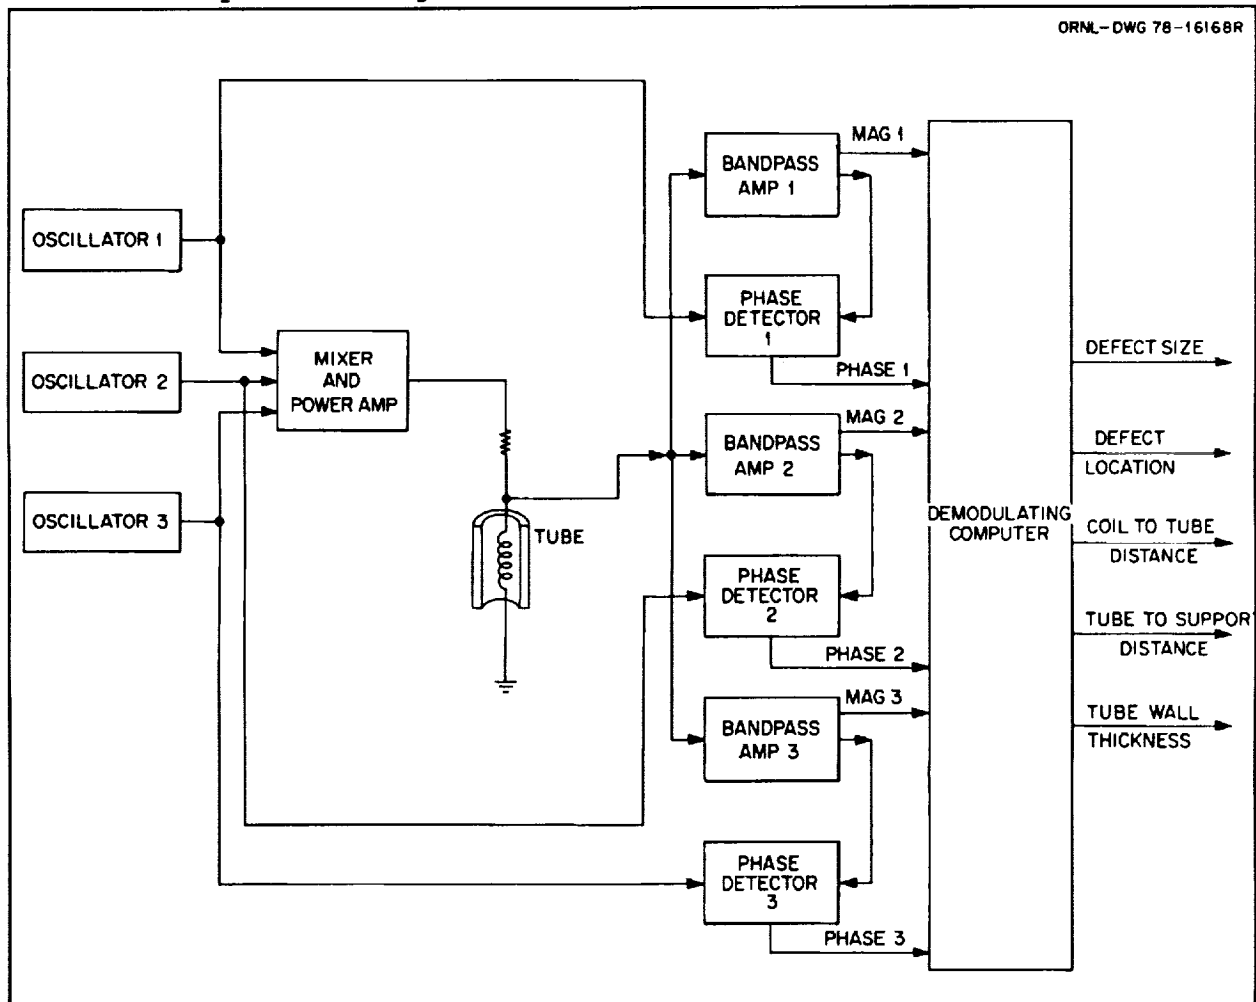 ORNL-DWG 78-16168R
OSCILLATOR 1
OSCILLATOR 2
OSCILLATOR 3
MIXER
AND
POWER AMP
TUBE
BANDPASS
AMP 1
MAG 1
PHASE
DETECTOR
1
PHASE 1
BANDPASS
AMP 2
MAG 2
PHASE
DETECTOR
2
PHASE 2
BANDPASS
AMP 3
MAG 3
PHASE
DETECTOR
3
PHASE 3
DEMODULATING
COMPUTER
DEFECT SIZE
DEFECT
LOCATION
COIL TO TUBE
DISTANCE
TUBE TO SUPPORT
DISTANCE
TUBE WALL
THICKNESS